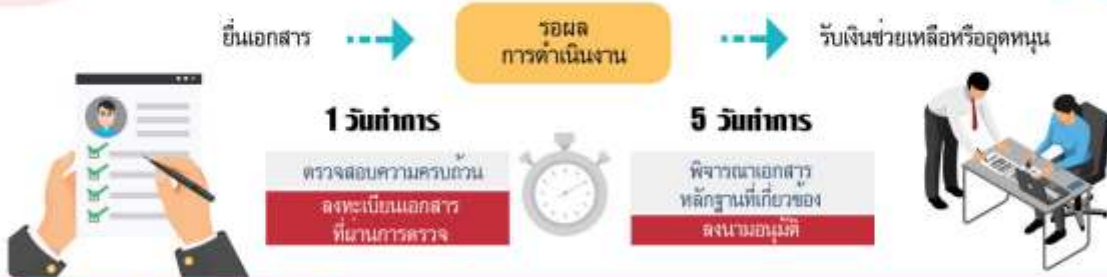 ยื่นเอกสาร
รอผล
การดำเนินงาน
รับเงินช่วยเหลือหรืออุดหนุน
1 วันทำการ
5 วันทำการ
ตรวจสอบความครบถ้วน
ลงทะเบียนเอกสาร
ที่ผ่านการตรวจ
พิจารณาเอกสาร
หลักฐานที่เกี่ยวข้อง
ลงนามอนุมัติ